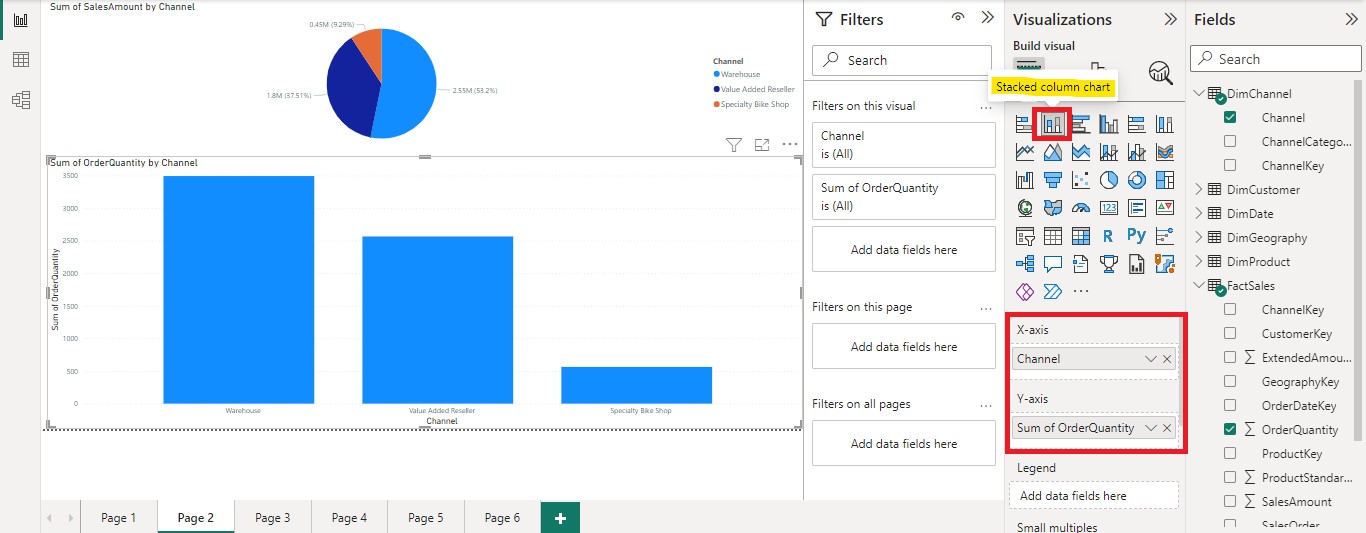 Sum of SalesAmount by Channel
0.45M (9.29%)
1.8M (37.51%)
2.55M (53.2%)
Channel
Warehouse
Value Added Reseller
Specialty Bike Shop
Sum of OrderQuantity by Channel
3500
3000
2500
2000
1500
1000
500
0
Sum of OrderQuantity
Warehouse
Value Added Reseller
Specialty Bike Shop
Channel
Page 1
Page 2
Page 3
Page 4
Page 5
Page 6
+
Filters
Search
Filters on this visual
...
Channel
is (All)
Sum of OrderQuantity
is (All)
Add data fields here
Filters on this page
...
Add data fields here
Filters on all pages
...
Add data fields here
Visualizations
Build visual
Stacked column chart
123
R
Py
...
X-axis
Channel
Y-axis
Sum of OrderQuantity
Legend
Add data fields here
Small multiples
Fields
Search
DimChannel
Channel
ChannelCatego...
ChannelKey
DimCustomer
DimDate
DimGeography
DimProduct
FactSales
ChannelKey
CustomerKey
∑ ExtendedAmou...
GeographyKey
OrderDateKey
∑ OrderQuantity
ProductKey
∑ ProductStandar...
∑ SalesAmount
SalesOrder